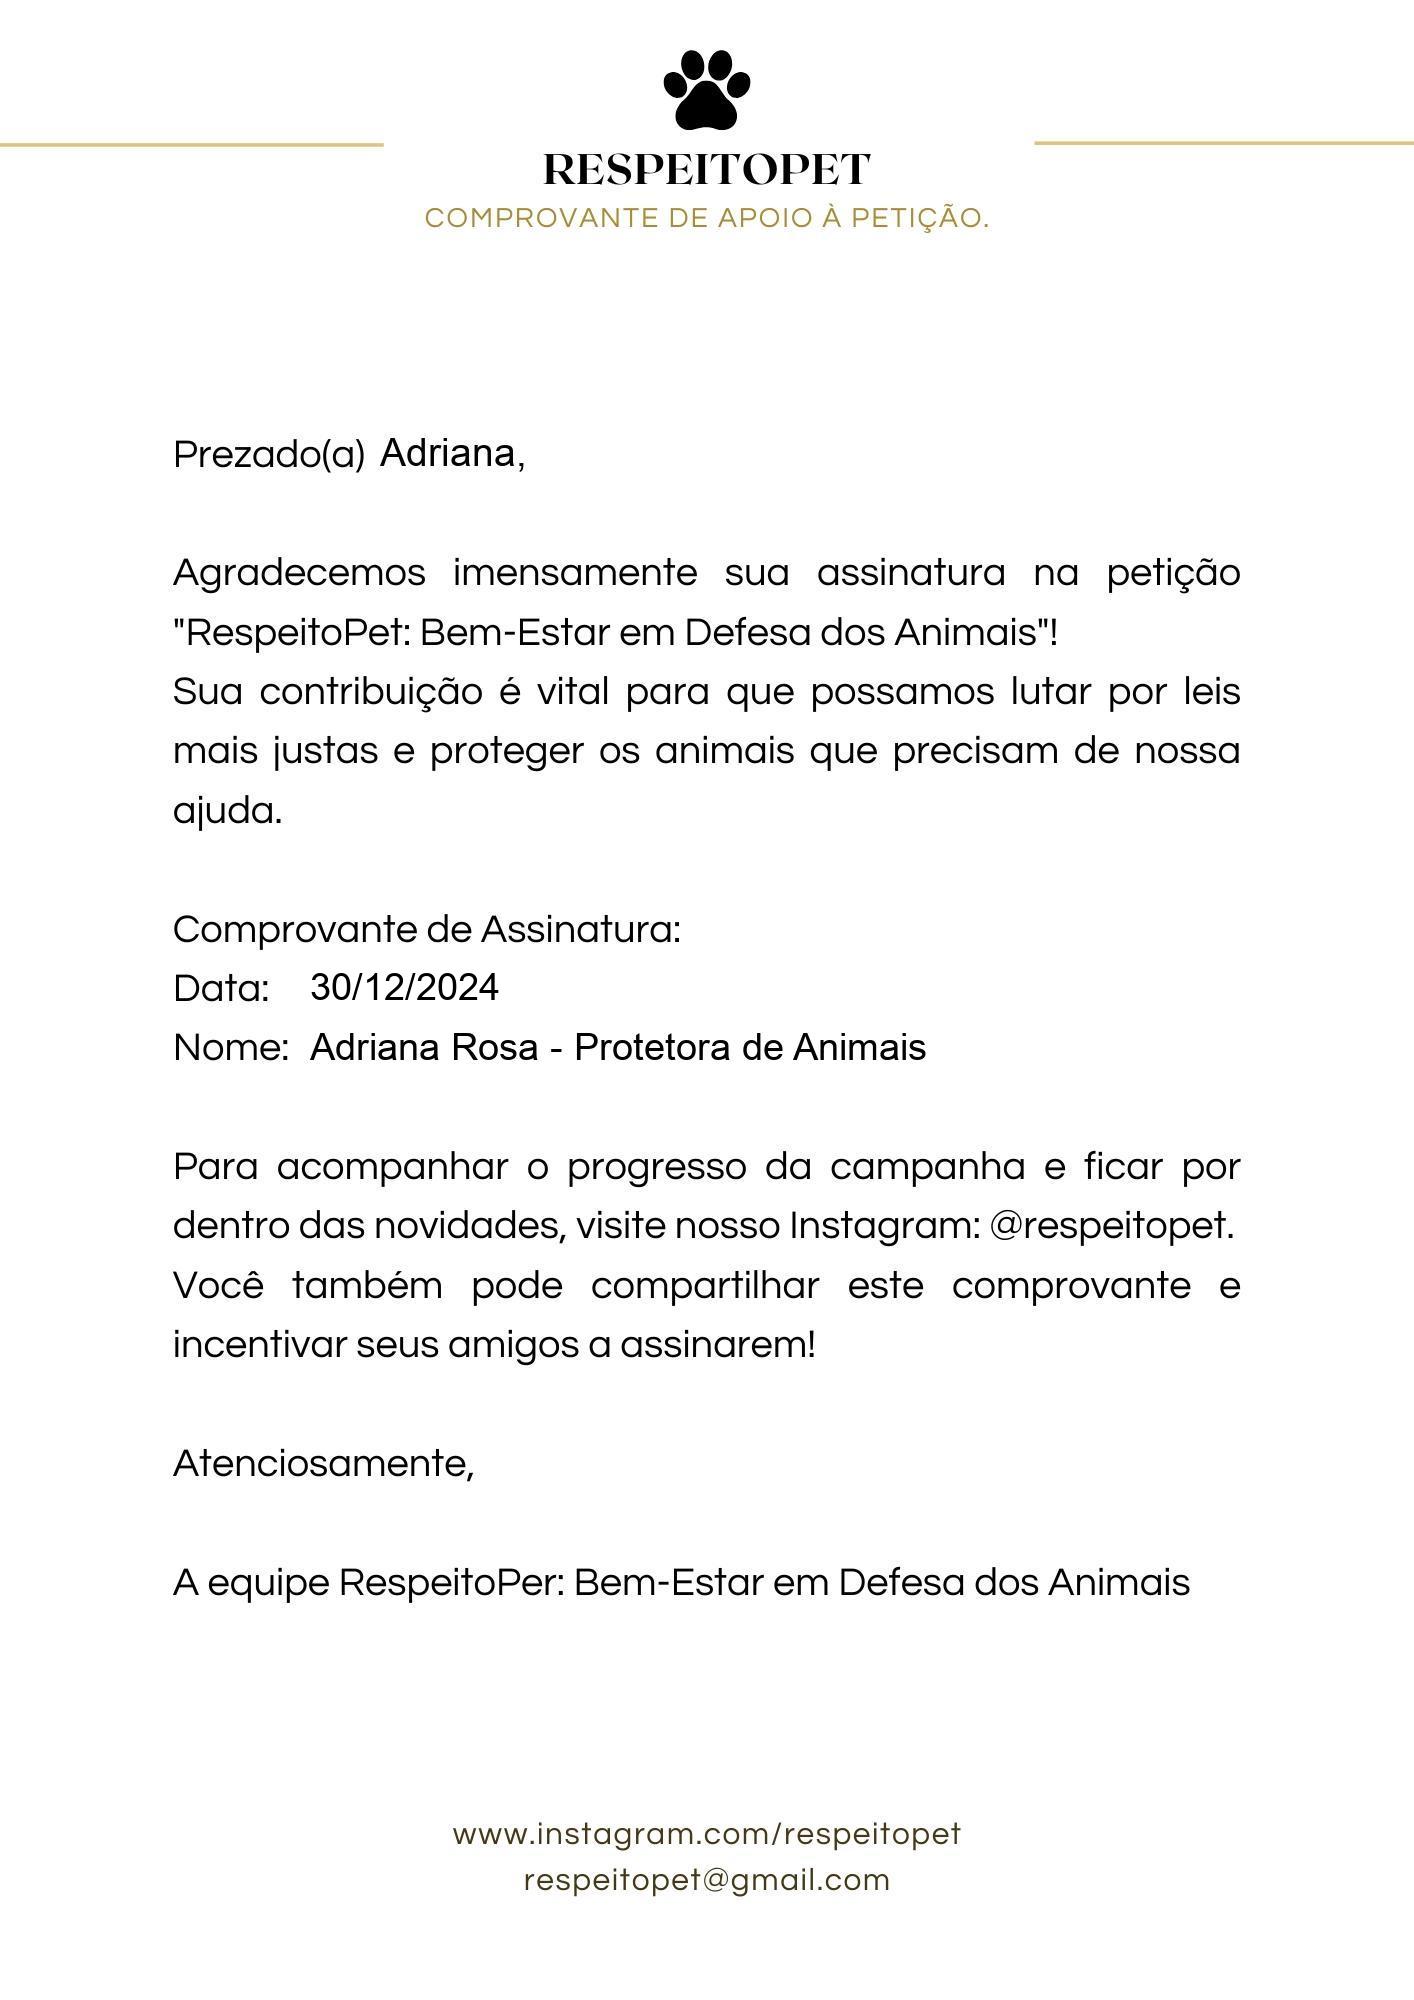 RESPEITOPET
COMPROVANTE DE APOIO À PETIÇÃO.
Prezado(a) Adriana,
Agradecemos imensamente sua assinatura na petição
"RespeitoPet: Bem-Estar em Defesa dos Animais"!
Sua contribuição é vital para que possamos lutar por leis
mais justas e proteger os animais que precisam de nossa
ajuda.
Comprovante de Assinatura:
Data: 30/12/2024
Nome: Adriana Rosa - Protetora de Animais
Para acompanhar o progresso da campanha e ficar por
dentro das novidades, visite nosso Instagram: @respeitopet.
Você também pode compartilhar este comprovante e
incentivar seus amigos a assinarem!
Atenciosamente,
A equipe RespeitoPer: Bem-Estar em Defesa dos Animais
www.instagram.com/respeitopet
respeitopet@gmail.com